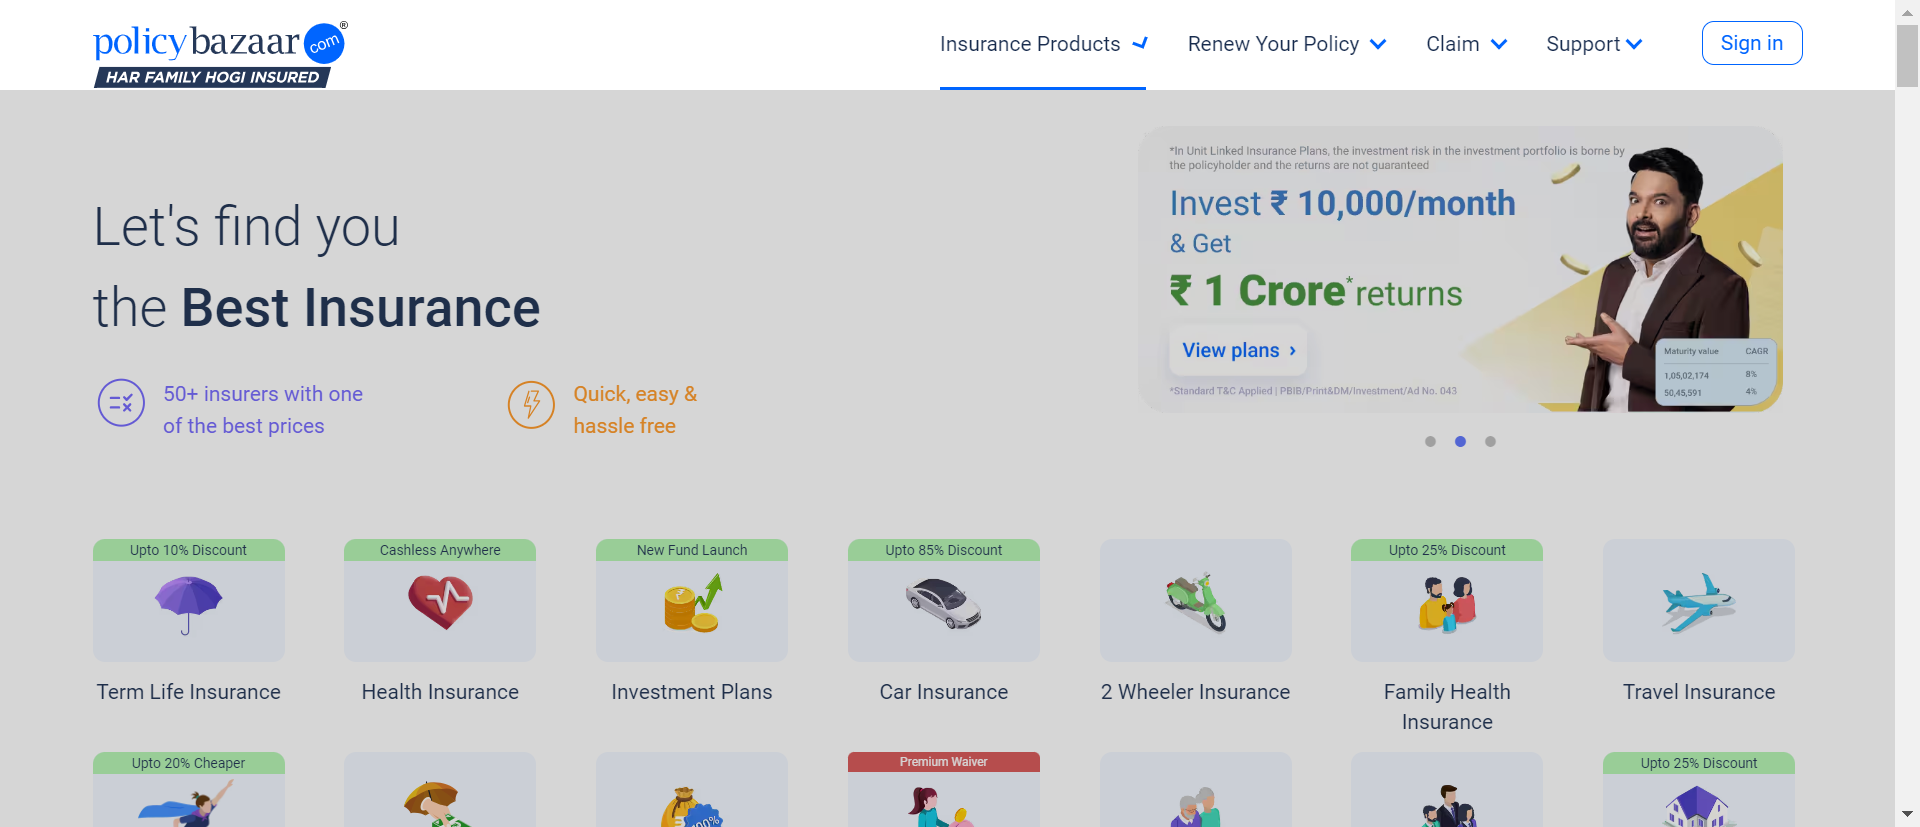 policybazaar com ®
HAR FAMILY HOGI INSURED
Insurance Products
Renew Your Policy
Claim
Support
Sign in
Let's find you
the Best Insurance
50+ insurers with one
of the best prices
Quick, easy &
hassle free
*In Unit Linked Insurance Plans, the investment risk in the investment portfolio is borne by
the policyholder and the returns are not guaranteed
Invest ₹ 10,000/month
& Get
₹ 1 Crore* returns
View plans ›
*Standard T&C Applied | PBIB/Print&DM/Investment/Ad No. 043
Maturity value CAGR
1,05,02,174 8%
50,45,591 4%
Upto 10% Discount
Term Life Insurance
Cashless Anywhere
Health Insurance
New Fund Launch
Investment Plans
Upto 85% Discount
Car Insurance
2 Wheeler Insurance
Upto 25% Discount
Family Health
Insurance
Travel Insurance
Upto 20% Cheaper
100%
Premium Waiver
Upto 25% Discount